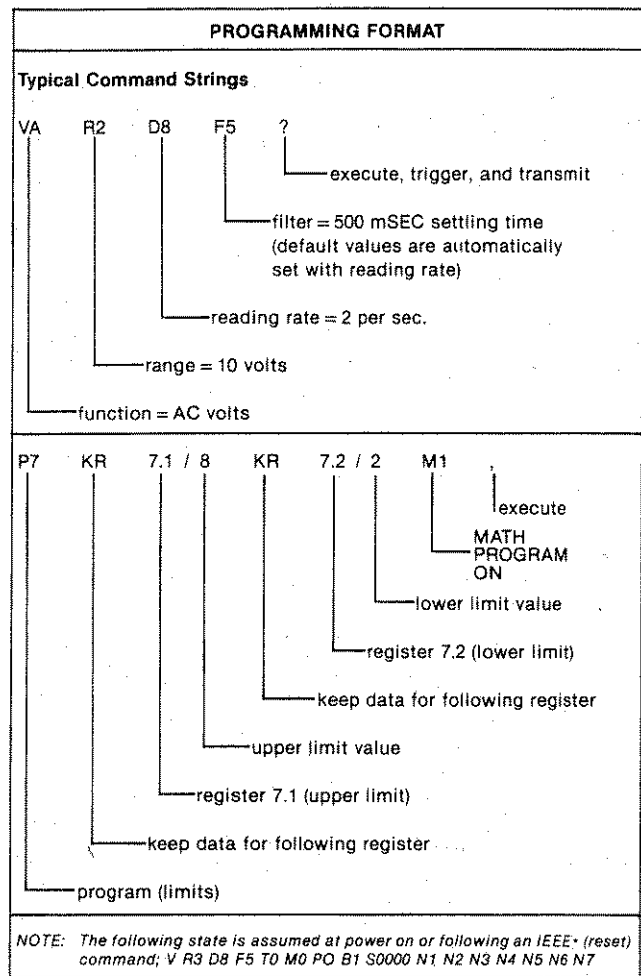 PROGRAMMING FORMAT
Typical Command Strings
VA R2 D8 F5 ?
execute, trigger, and transmit
filter = 500 mSEC settling time
(default values are automatically
set with reading rate)
reading rate = 2 per sec.
range = 10 volts
function = AC volts
P7 KR 7.1 / 8 KR 7.2 / 2 M1 ,
execute
MATH
PROGRAM
ON
lower limit value
register 7.2 (lower limit)
keep data for following register
upper limit value
register 7.1 (upper limit)
keep data for following register
program (limits)
NOTE: The following state is assumed at power on or following an IEEE* (reset)
command; V R3 D8 F5 T0 M0 PO B1 S0000 N1 N2 N3 N4 N5 N6 N7